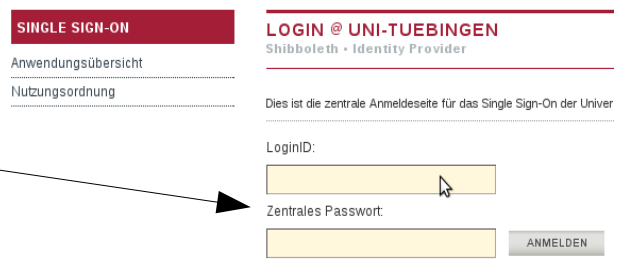 SINGLE SIGN-ON
Anwendungsübersicht
Nutzungsordnung
LOGIN @ UNI-TUEBINGEN
Shibboleth • Identity Provider
Dies ist die zentrale Anmeldeseite für das Single Sign-On der Univer
LoginID:
Zentrales Passwort:
ANMELDEN